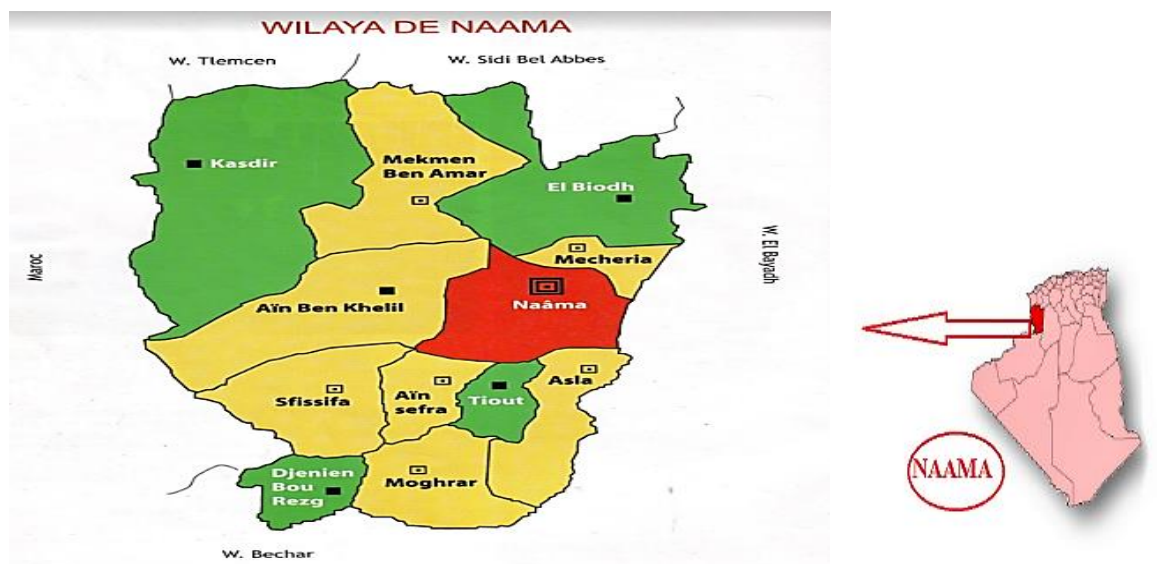 WILAYA DE NAAMA
W. Tlemcen
W. Sidi Bel Abbes
Kasdir
Mekmen
Ben Amar
El Biodh
Maroc
W. El Bayadh
Mecheria
Aïn Ben Khelil
Naâma
Sfissifa
Aïn
sefra
Tiout
Asla
Djenien
Bou
Rezg
Moghrar
W. Bechar
NAAMA